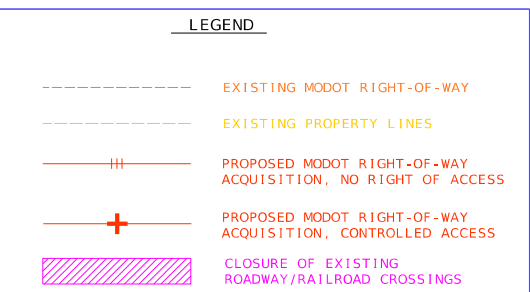 LEGEND
EXISTING MODOT RIGHT-OF-WAY
EXISTING PROPERTY LINES
PROPOSED MODOT RIGHT-OF-WAY
ACQUISITION, NO RIGHT OF ACCESS
PROPOSED MODOT RIGHT-OF-WAY
ACQUISITION, CONTROLLED ACCESS
CLOSURE OF EXISTING
ROADWAY/RAILROAD CROSSINGS